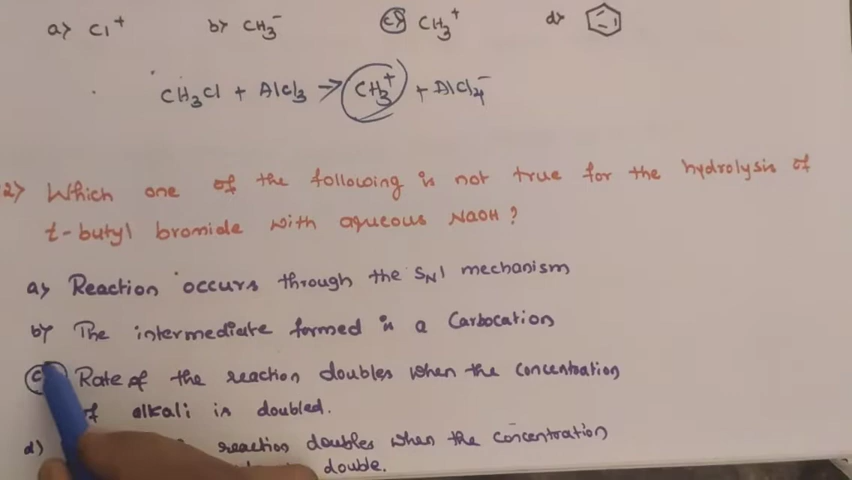 a) Cl⁺ b) CH₃⁻ c) CH₃⁺ d)
CH₃Cl + AlCl₃ → CH₃⁺ + AlCl₄⁻
2) Which one of the following is not true for the hydrolysis of
t-butyl bromide with aqueous NaOH?
a) Reaction occurs through the SN1 mechanism
b) The intermediate formed is a Carbocation
c) Rate of the reaction doubles when the concentration
of alkali is doubled.
d) reaction doubles when the concentration
double.